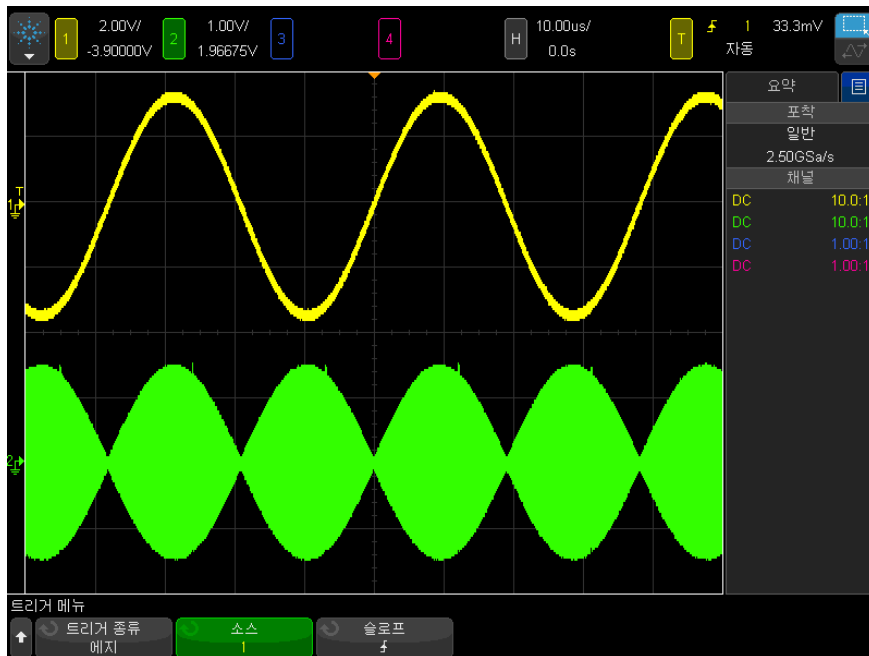 1 2.00V/ -3.90000V
2 1.00V/ 1.96675V
3
4
H 10.00us/ 0.0s
T 1 33.3mV 자동
요약
포착
일반
2.50GSa/s
채널
DC 10.0:1
DC 10.0:1
DC 1.00:1
DC 1.00:1
T
1
2
트리거 메뉴
트리거 종류
에지
소스
1
슬로프